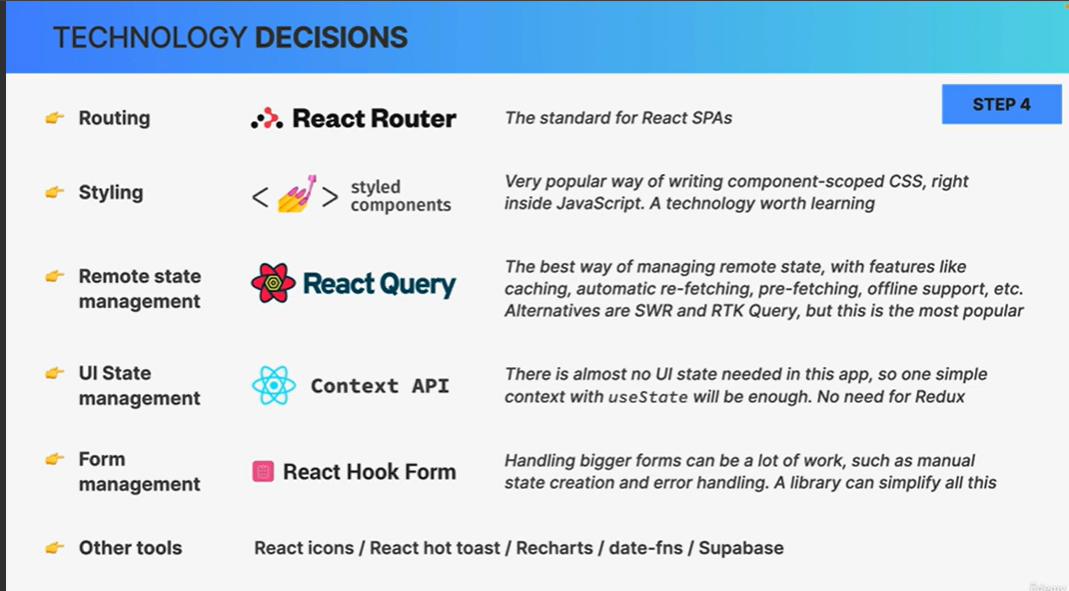 TECHNOLOGY DECISIONS
STEP 4
Routing
React Router
The standard for React SPAs
Styling
< > styled
components
Very popular way of writing component-scoped CSS, right
inside JavaScript. A technology worth learning
Remote state
management
React Query
The best way of managing remote state, with features like
caching, automatic re-fetching, pre-fetching, offline support, etc.
Alternatives are SWR and RTK Query, but this is the most popular
UI State
management
Context API
There is almost no UI state needed in this app, so one simple
context with useState will be enough. No need for Redux
Form
management
React Hook Form
Handling bigger forms can be a lot of work, such as manual
state creation and error handling. A library can simplify all this
Other tools
React icons / React hot toast / Recharts / date-fns / Supabase